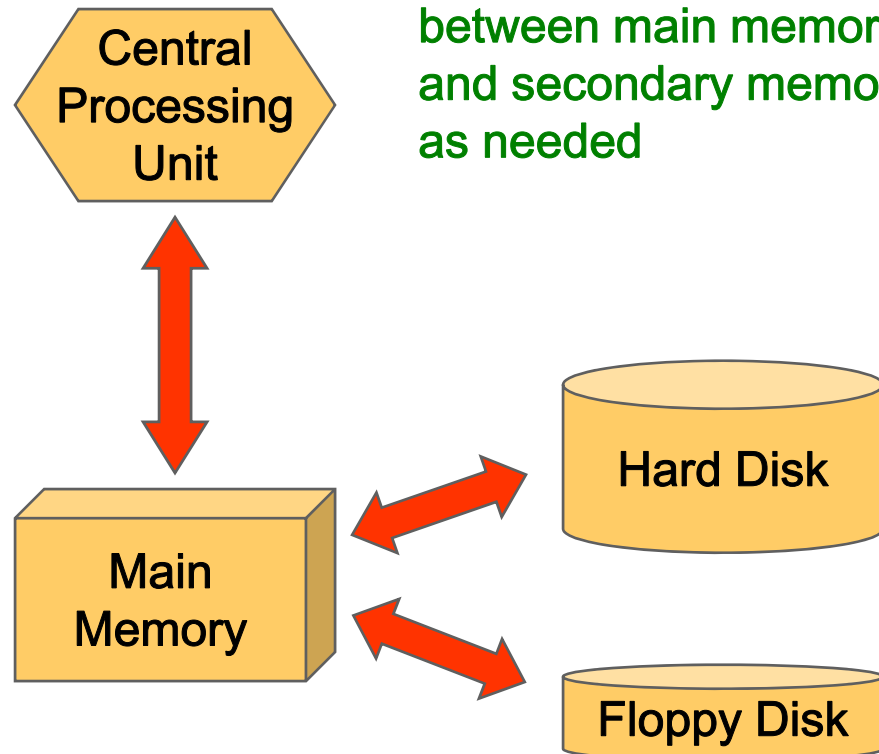 Central
Processing
Unit
between main memor
and secondary memo
as needed
Hard Disk
Main
Memory
Floppy Disk